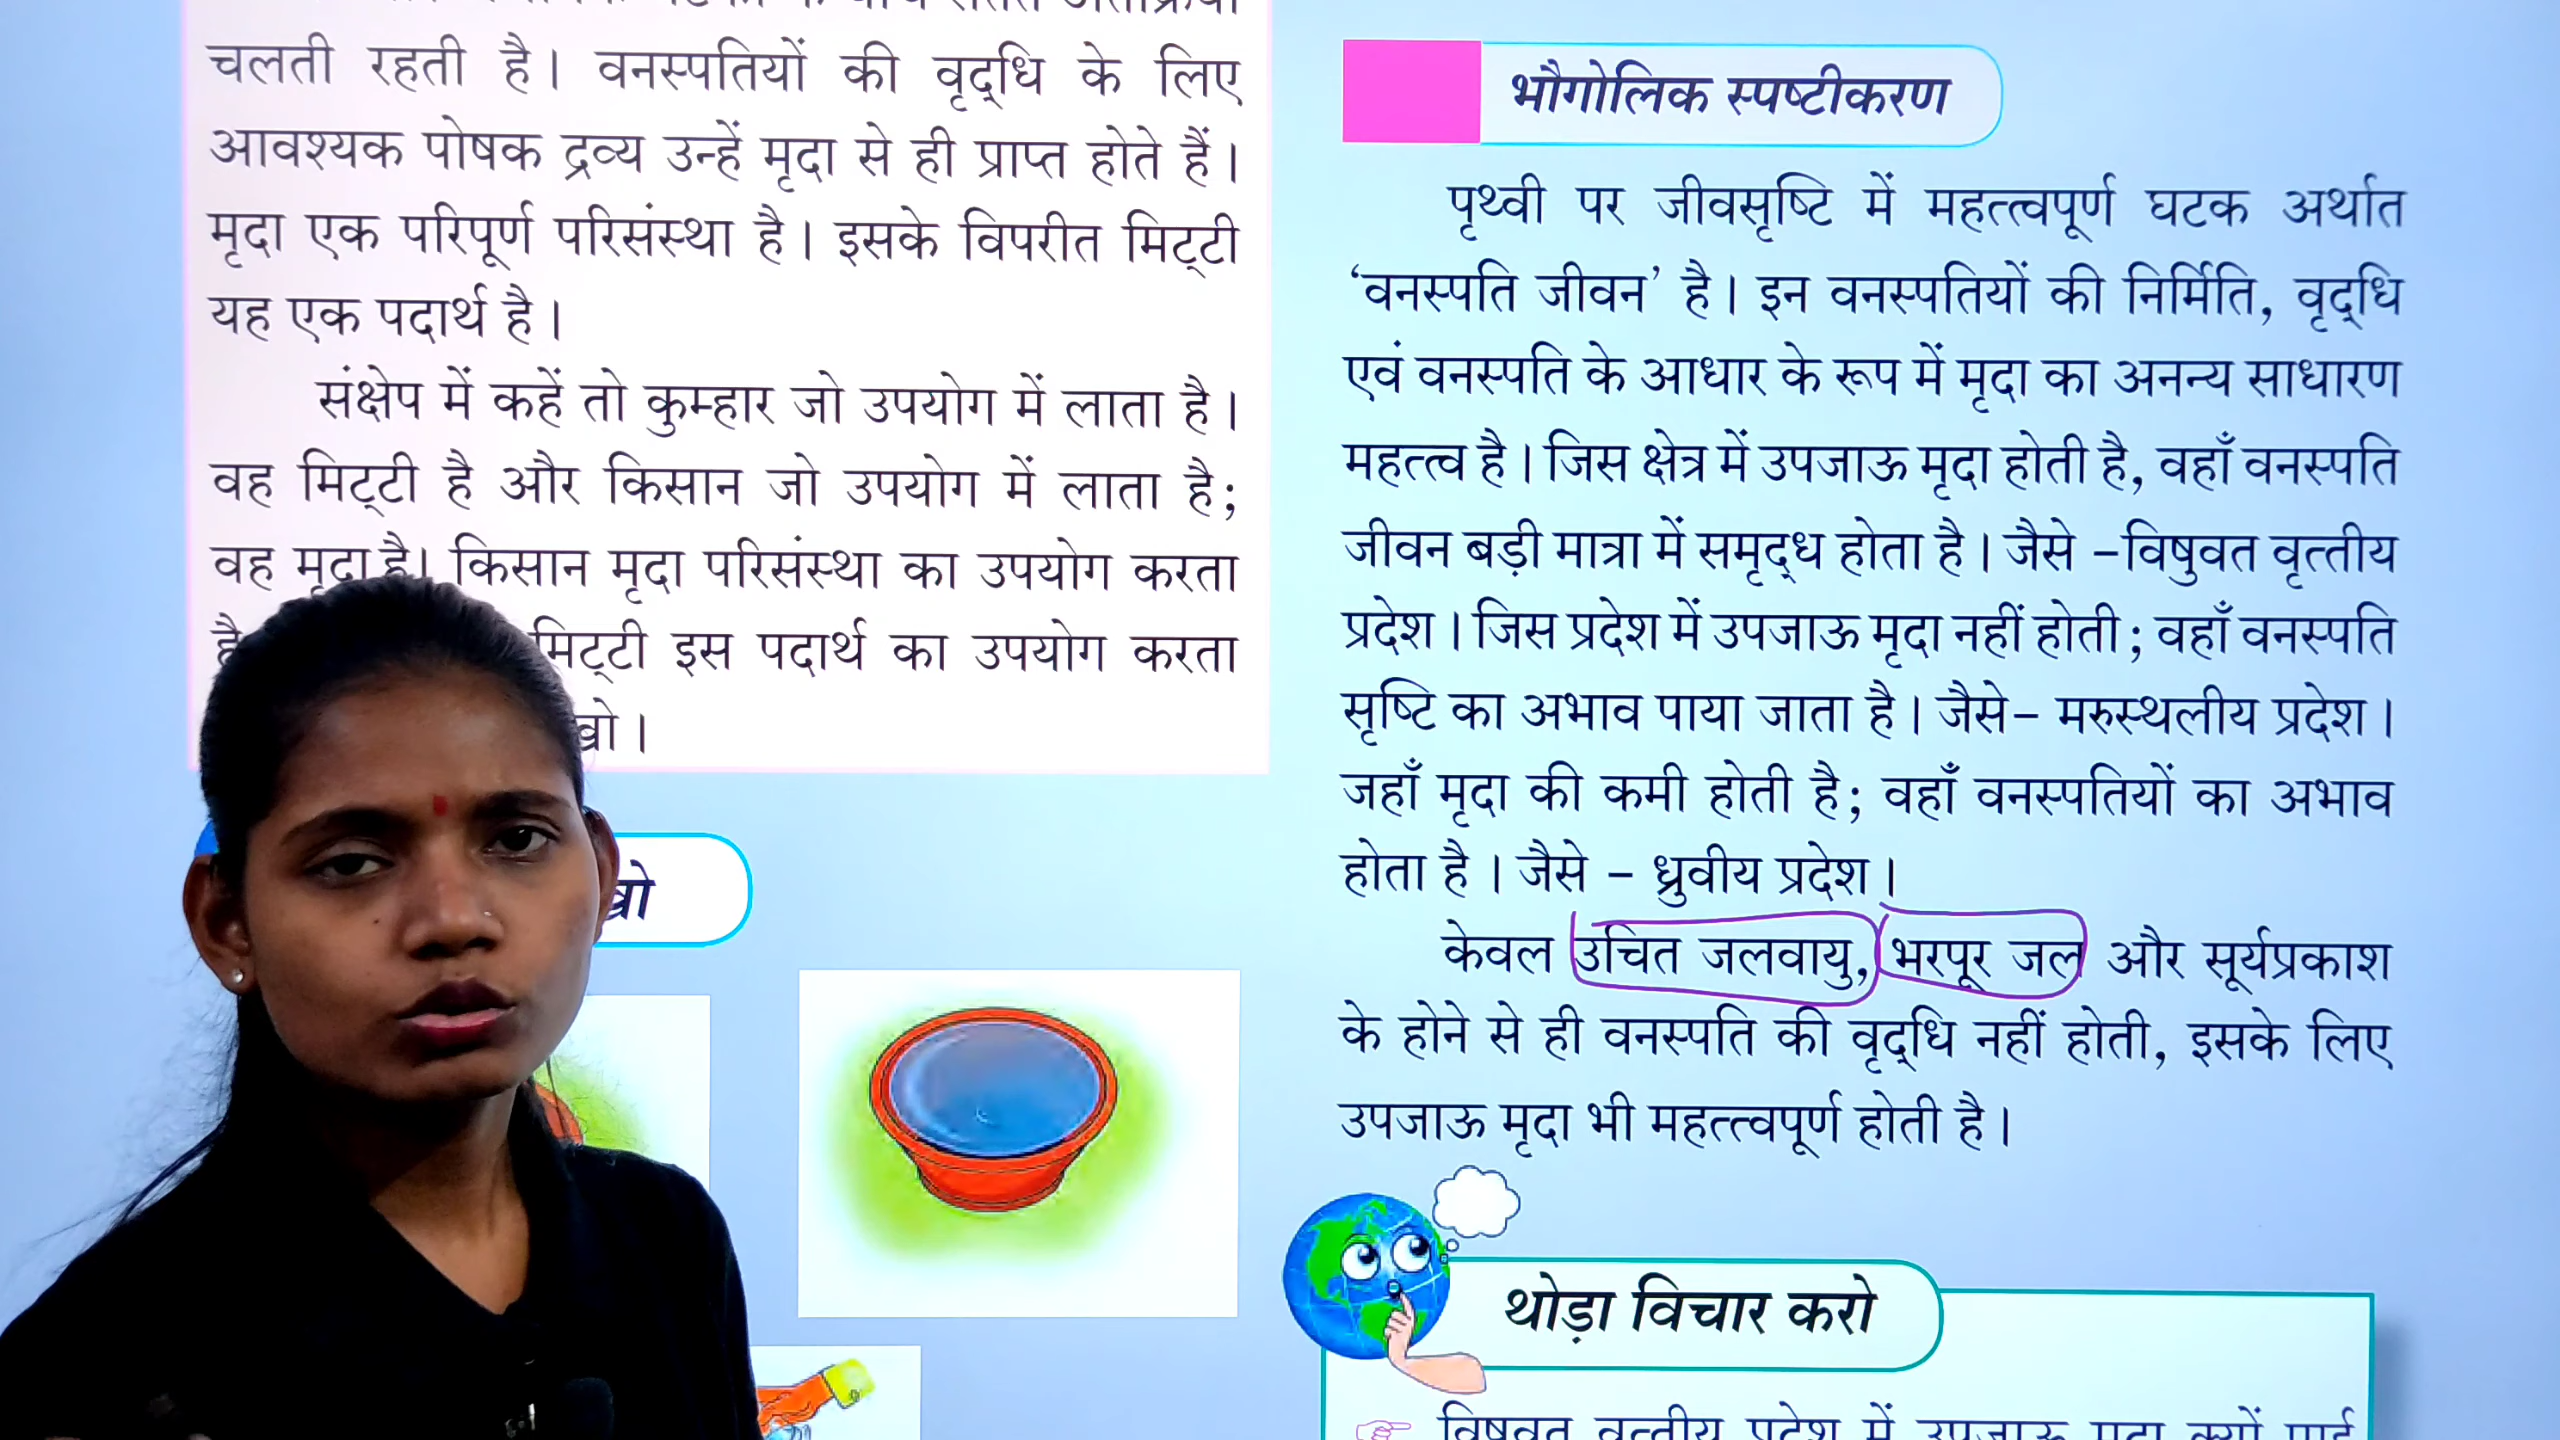 चलती रहती है। वनस्पतियों की वृद्‌धि के लिए
आवश्यक पोषक द्रव्य उन्हें मृदा से ही प्राप्त होते हैं।
मृदा एक परिपूर्ण परिसंस्था है। इसके विपरीत मिट्‌टी
यह एक पदार्थ है।
संक्षेप में कहें तो कुम्हार जो उपयोग में लाता है।
वह मिट्‌टी है और किसान जो उपयोग में लाता है;
वह मृदा है। किसान मृदा परिसंस्था का उपयोग करता
मिट्‌टी इस पदार्थ का उपयोग करता
भौगोलिक स्पष्टीकरण
पृथ्वी पर जीवसृष्टि में महत्त्वपूर्ण घटक अर्थात
‘वनस्पति जीवन’ है। इन वनस्पतियों की निर्मिति, वृद्‌धि
एवं वनस्पति के आधार के रूप में मृदा का अनन्य साधारण
महत्त्व है। जिस क्षेत्र में उपजाऊ मृदा होती है, वहाँ वनस्पति
जीवन बड़ी मात्रा में समृद्‌ध होता है। जैसे –विषुवत वृत्तीय
प्रदेश। जिस प्रदेश में उपजाऊ मृदा नहीं होती; वहाँ वनस्पति
सृष्टि का अभाव पाया जाता है। जैसे– मरुस्थलीय प्रदेश।
जहाँ मृदा की कमी होती है; वहाँ वनस्पतियों का अभाव
होता है। जैसे – ध्रुवीय प्रदेश।
केवल उचित जलवायु, भरपूर जल और सूर्यप्रकाश
के होने से ही वनस्पति की वृद्‌धि नहीं होती, इसके लिए
उपजाऊ मृदा भी महत्त्वपूर्ण होती है।
थोड़ा विचार करो
विषुवत वृत्तीय प्रदेश में उपजाऊ मृदा क्यों पाई